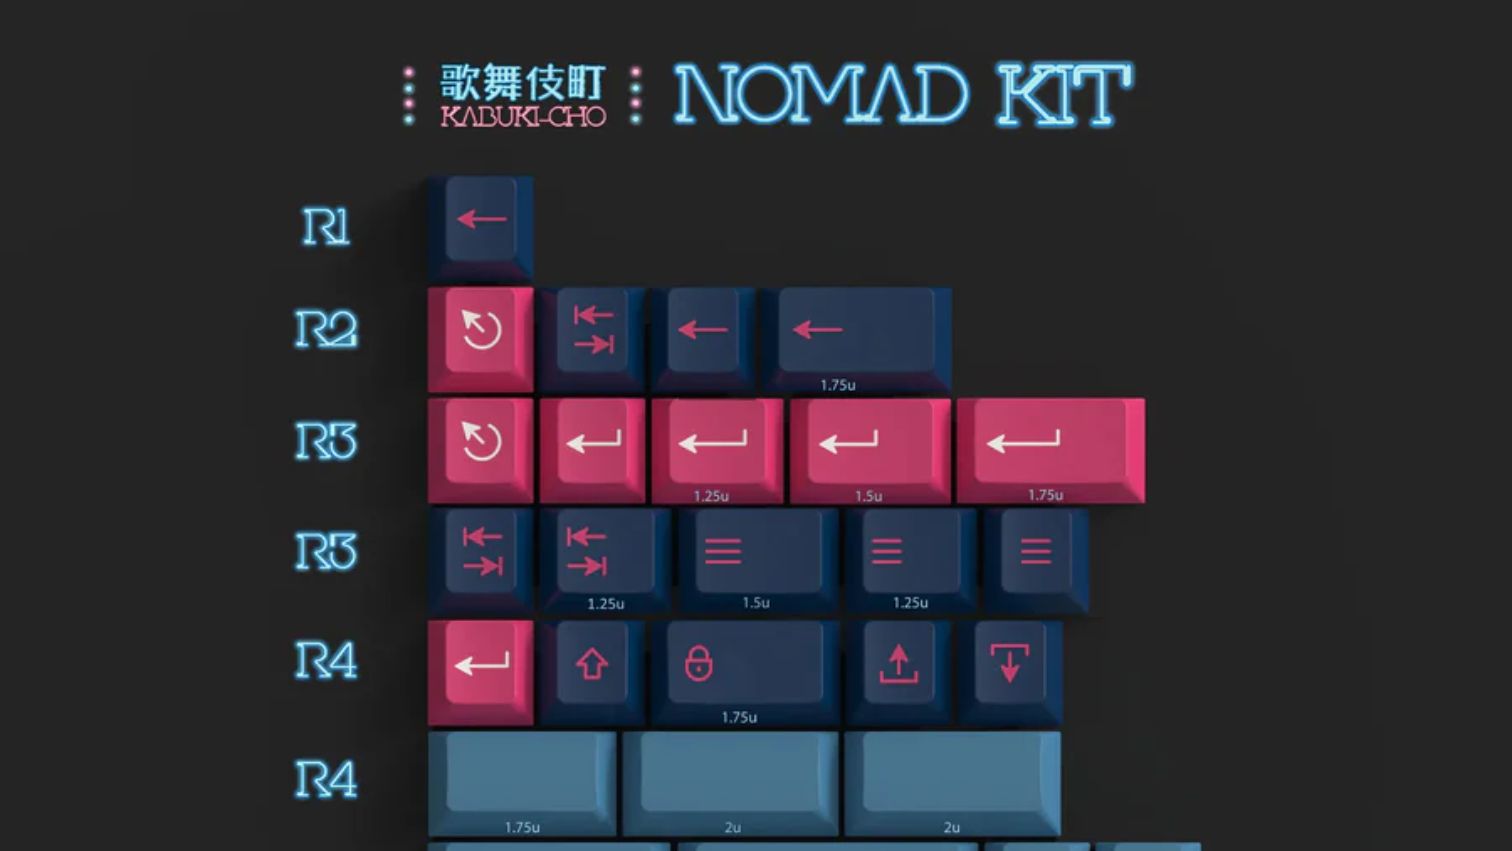 歌舞伎町
KABUKI-CHO
NOMAD KIT
R1
R2
1.75u
R3
1.25u 1.5u 1.75u
R3
1.25u 1.5u 1.25u
R4
1.75u
R4
1.75u 2u 2u